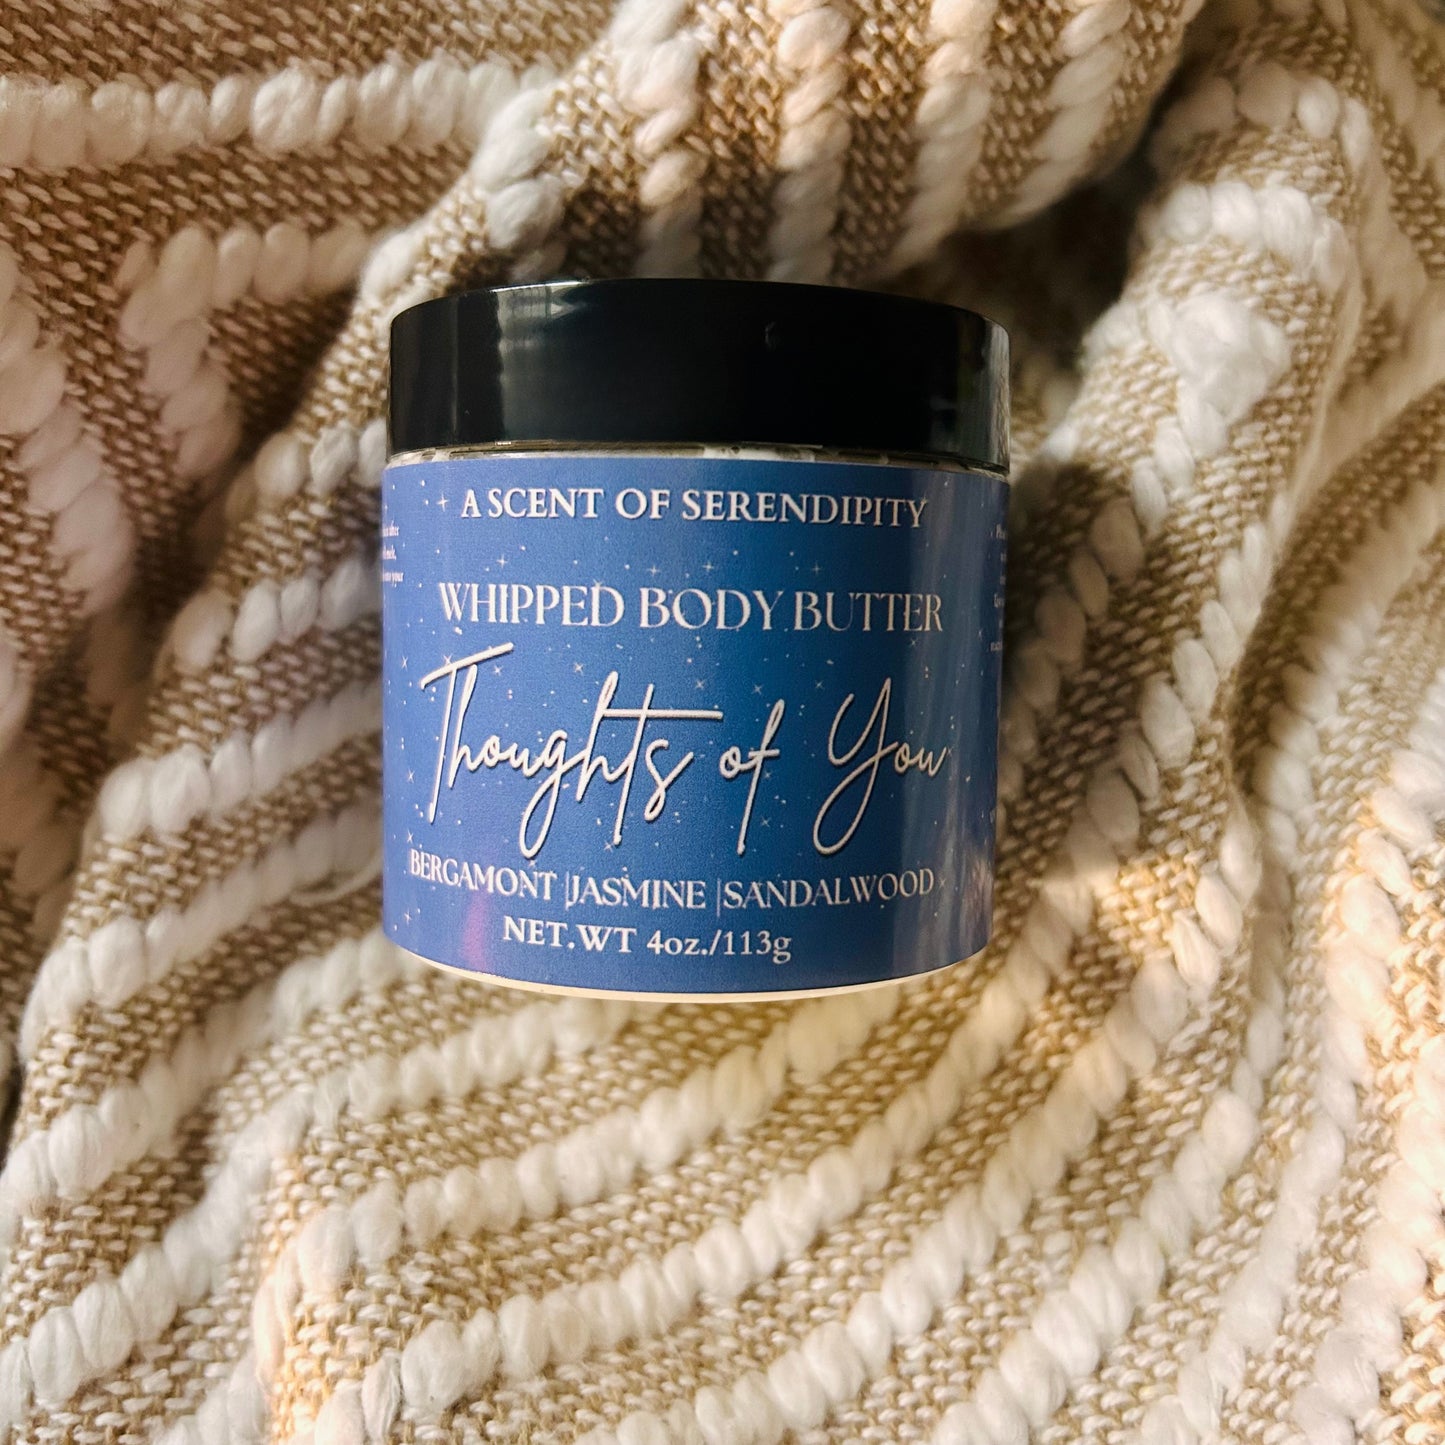 A SCENT OF SERENDIPITY
WHIPPED BODY BUTTER
Thoughts of You
BERGAMONT |JASMINE |SANDALWOOD
NET.WT 4oz./113g